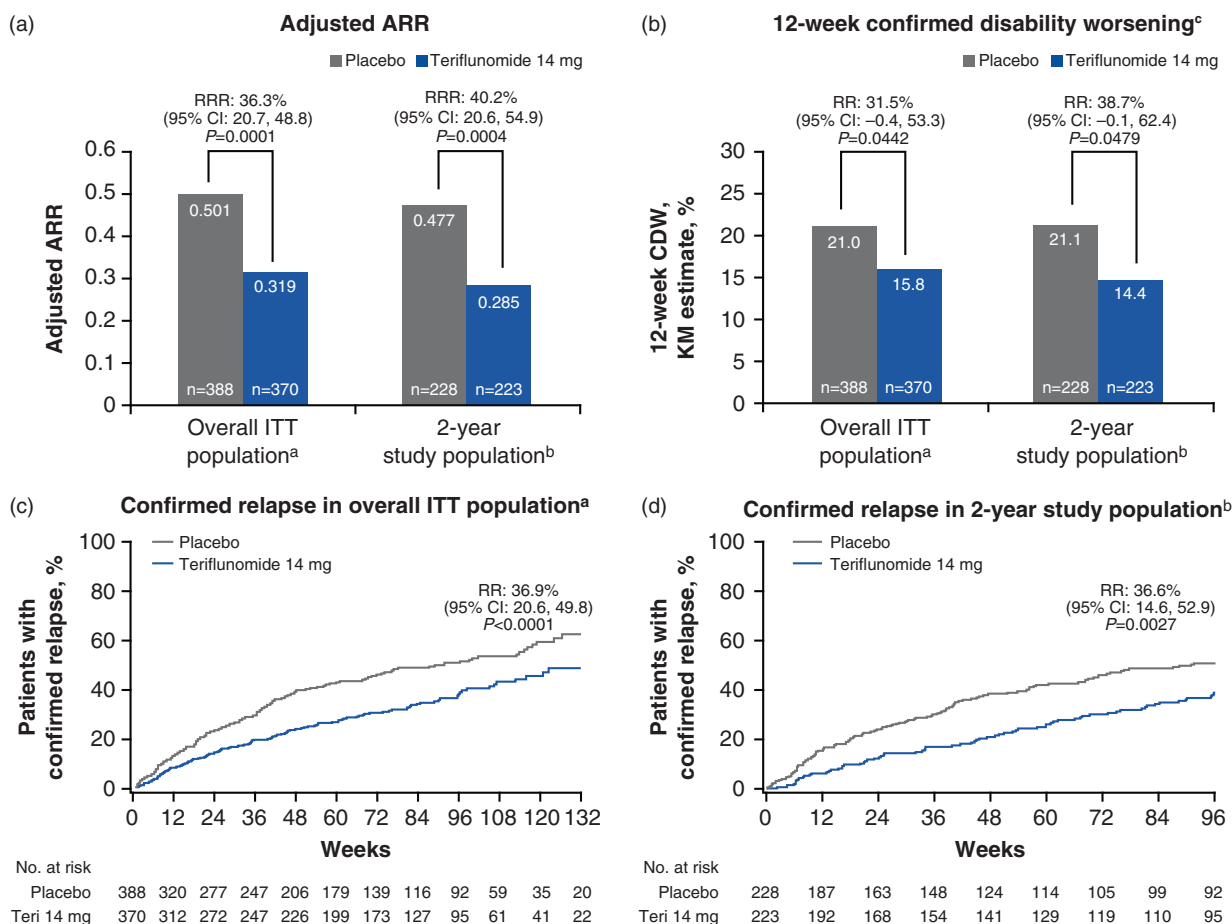 (a) Adjusted ARR
Placebo Teriflunomide 14 mg
RRR: 36.3%
(95% CI: 20.7, 48.8)
P=0.0001
RRR: 40.2%
(95% CI: 20.6, 54.9)
P=0.0004
Adjusted ARR
0.6
0.5
0.4
0.3
0.2
0.1
0
0.501
0.319
0.477
0.285
n=388 n=370 n=228 n=223
Overall ITT
populationᵃ
2-year
study populationᵇ
(b) 12-week confirmed disability worseningᶜ
Placebo Teriflunomide 14 mg
RR: 31.5%
(95% CI: –0.4, 53.3)
P=0.0442
RR: 38.7%
(95% CI: –0.1, 62.4)
P=0.0479
12-week CDW,
KM estimate, %
30
25
20
15
10
5
0
21.0
15.8
21.1
14.4
n=388 n=370 n=228 n=223
Overall ITT
populationᵃ
2-year
study populationᵇ
(c) Confirmed relapse in overall ITT populationᵃ
Placebo
Teriflunomide 14 mg
RR: 36.9%
(95% CI: 20.6, 49.8)
P<0.0001
Patients with
confirmed relapse, %
100
80
60
40
20
0
0 12 24 36 48 60 72 84 96 108 120 132
Weeks
No. at risk
Placebo 388 320 277 247 206 179 139 116 92 59 35 20
Teri 14 mg 370 312 272 247 226 199 173 127 95 61 41 22
(d) Confirmed relapse in 2-year study populationᵇ
Placebo
Teriflunomide 14 mg
RR: 36.6%
(95% CI: 14.6, 52.9)
P=0.0027
Patients with
confirmed relapse, %
100
80
60
40
20
0
0 12 24 36 48 60 72 84 96
Weeks
No. at risk
Placebo 228 187 163 148 124 114 105 99 92
Teri 14 mg 223 192 168 154 141 129 119 110 95